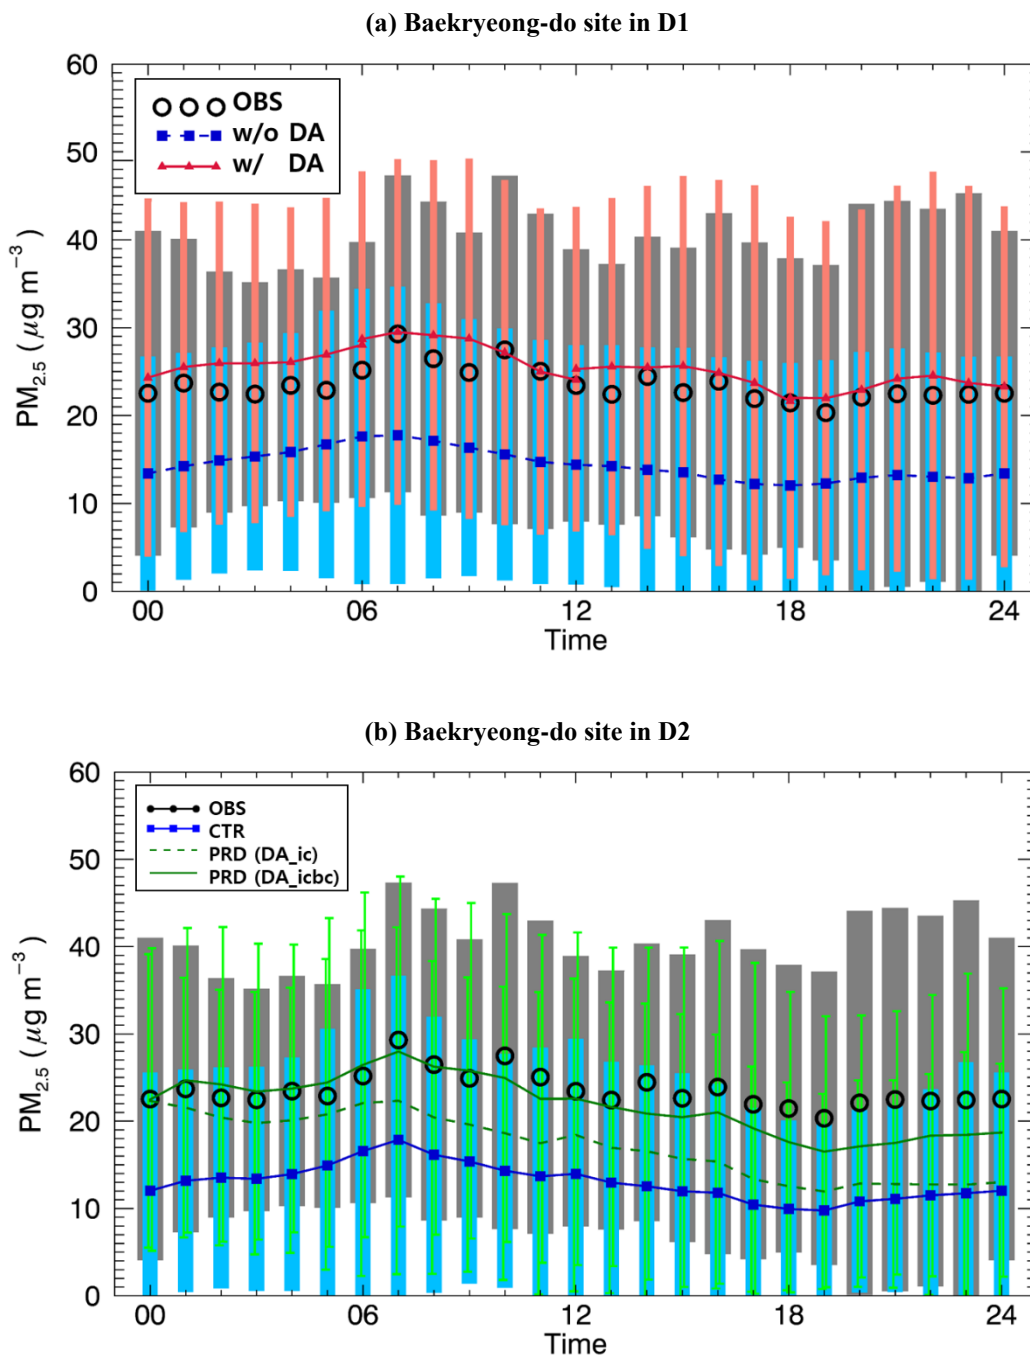 (a) Baekryeong-do site in D1
60
50
40
30
20
10
0
PM2.5 ( μg m−3)
OBS
w/o DA
w/ DA
00 06 12 18 24
Time
(b) Baekryeong-do site in D2
60
50
40
30
20
10
0
PM2.5 ( μg m−3)
OBS
CTR
PRD (DA_ic)
PRD (DA_icbc)
00 06 12 18 24
Time